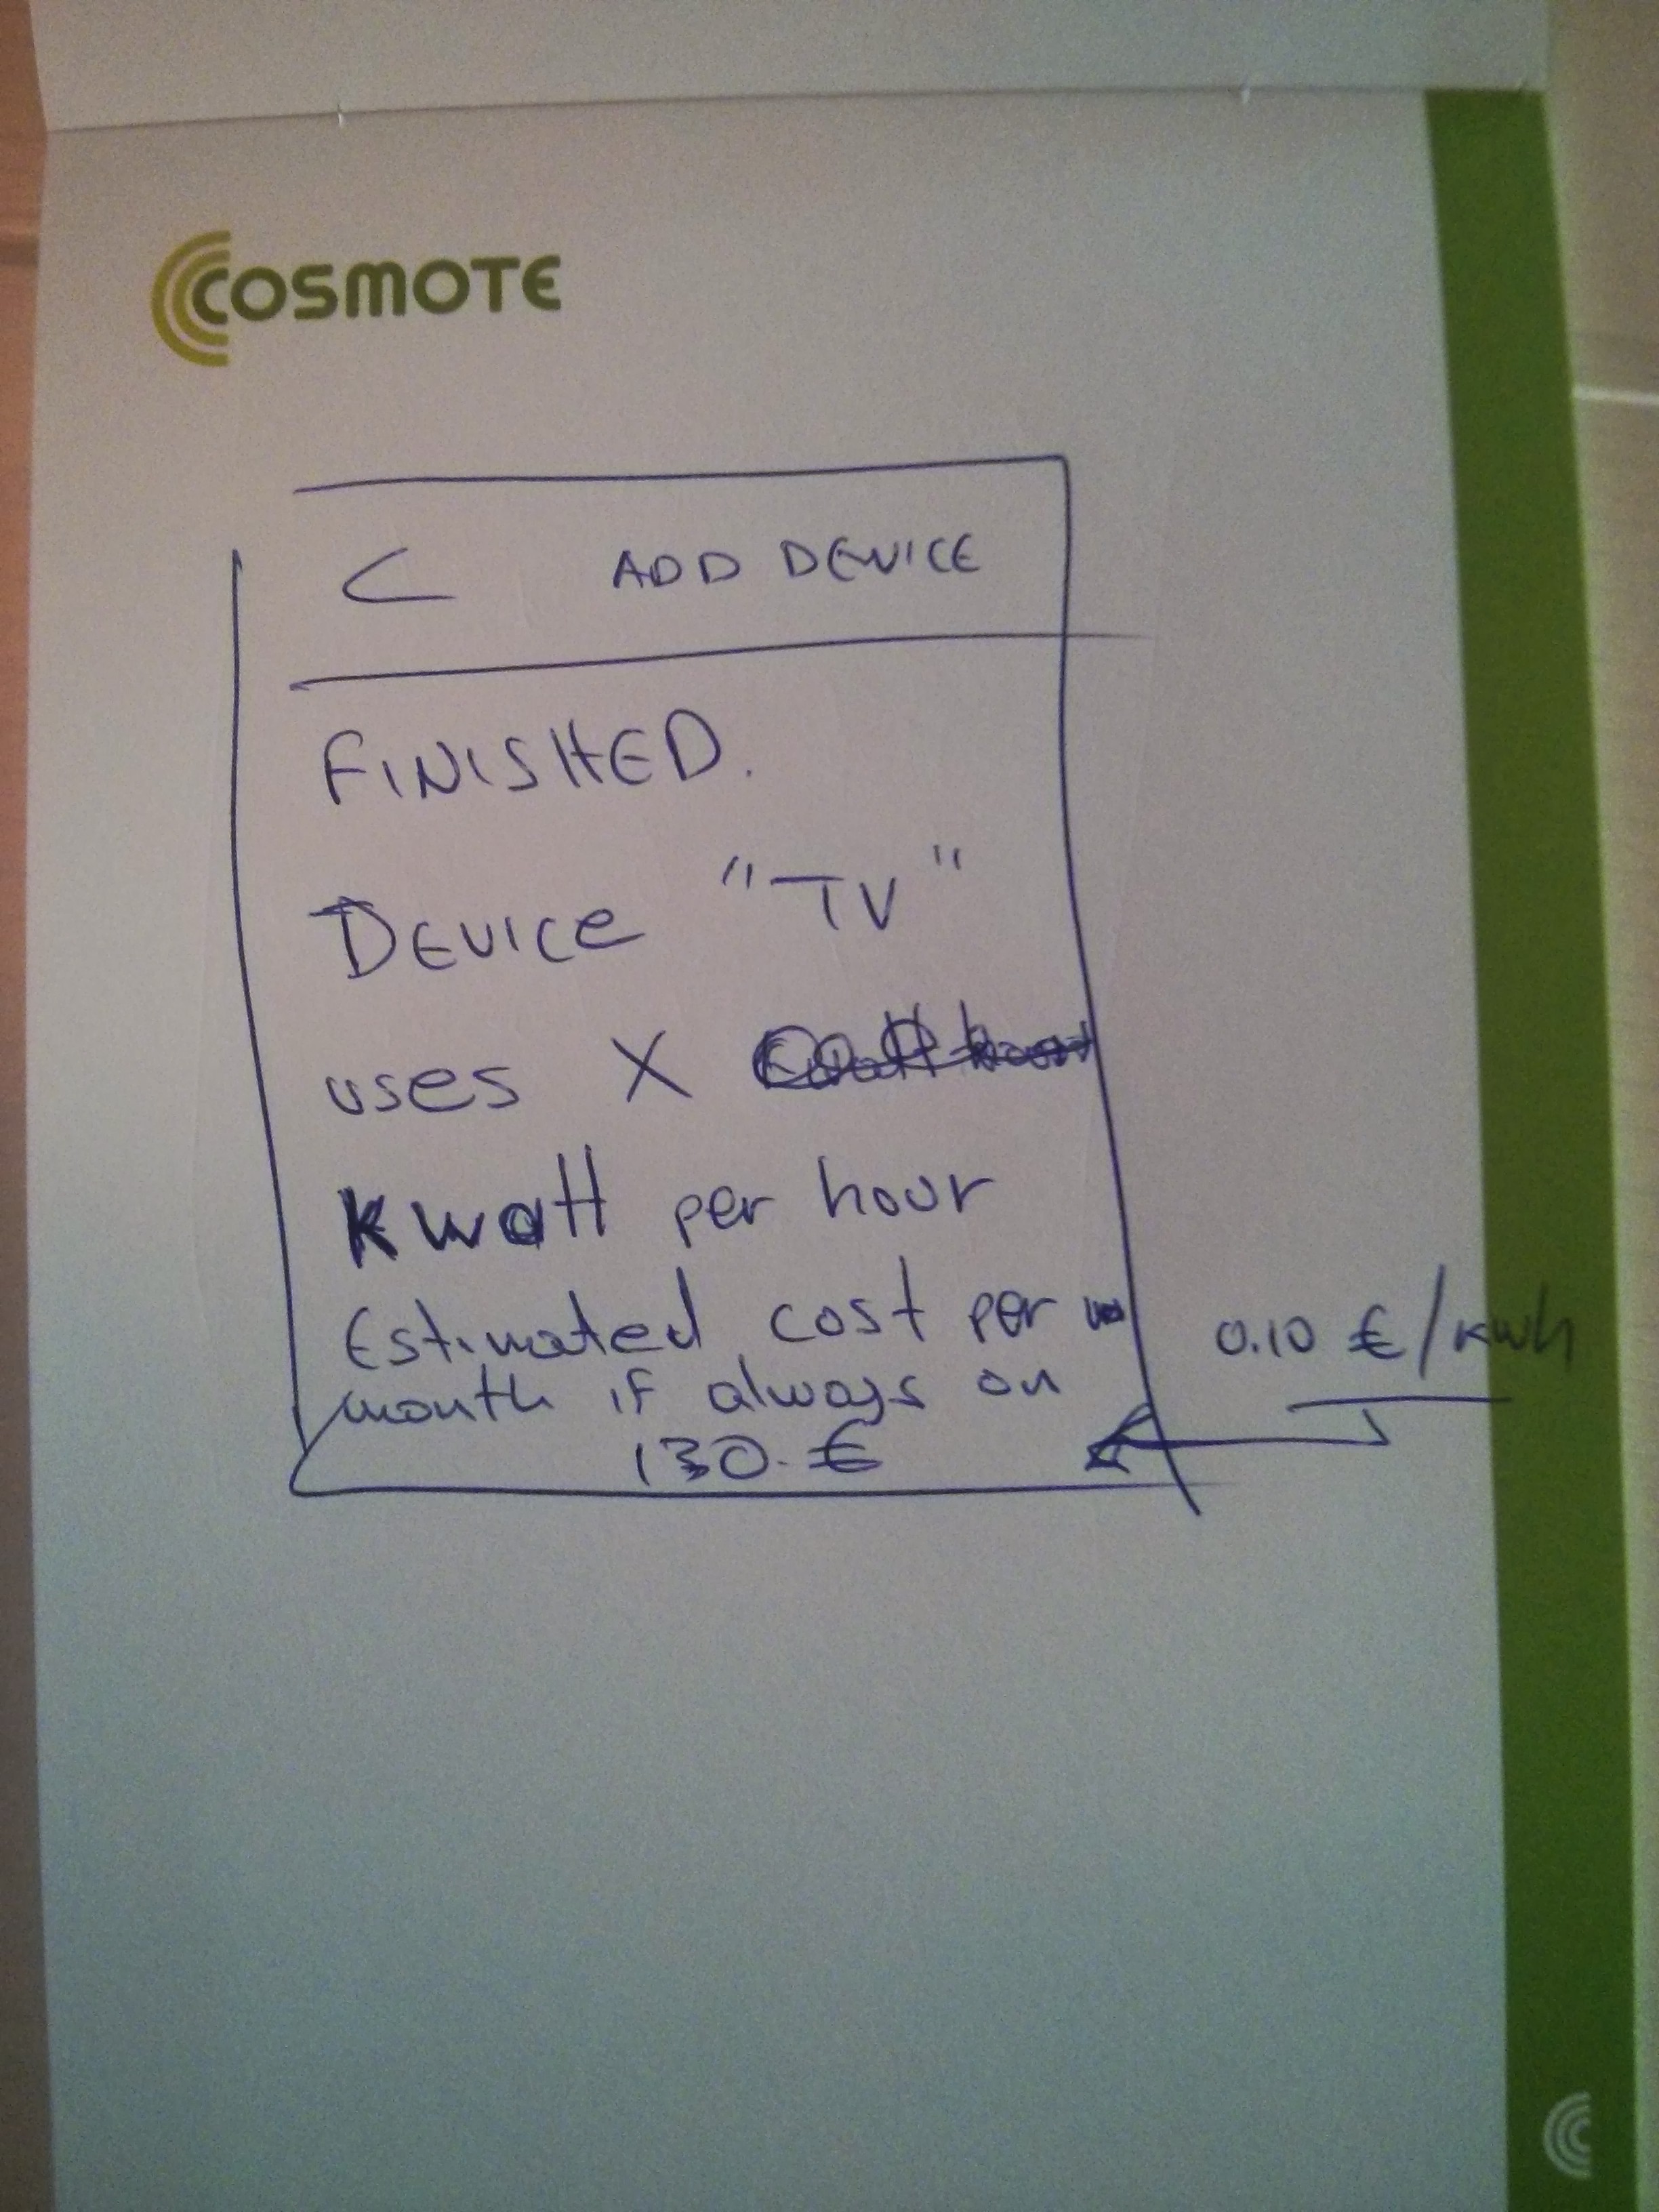 COSMOTE
< ADD DEVICE
FINISHED.
DEVICE "TV"
uses X
Kwatt per hour
Estimated cost per
month if always on
130.€
0.10 €/kwh